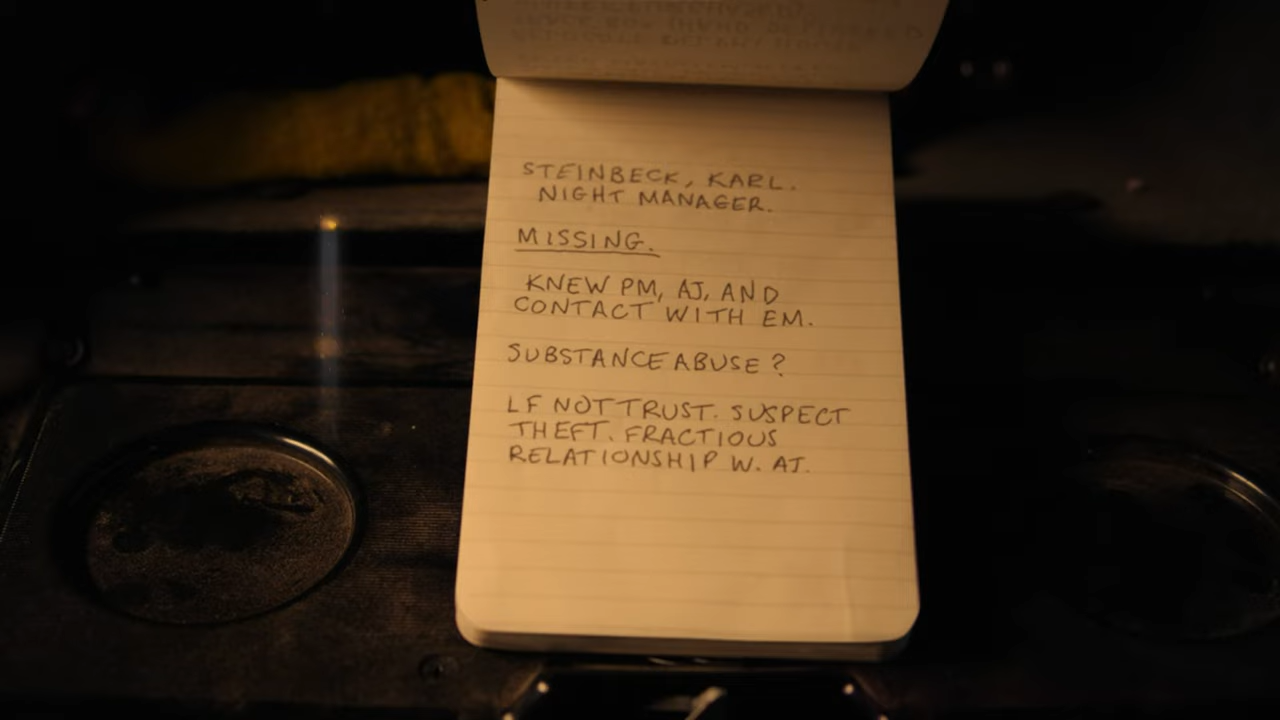 STEINBECK, KARL.
NIGHT MANAGER.
MISSING.
KNEW PM, AJ, AND
CONTACT WITH EM.
SUBSTANCE ABUSE?
LF NOT TRUST. SUSPECT
THEFT. FRACTIOUS
RELATIONSHIP W. AJ.